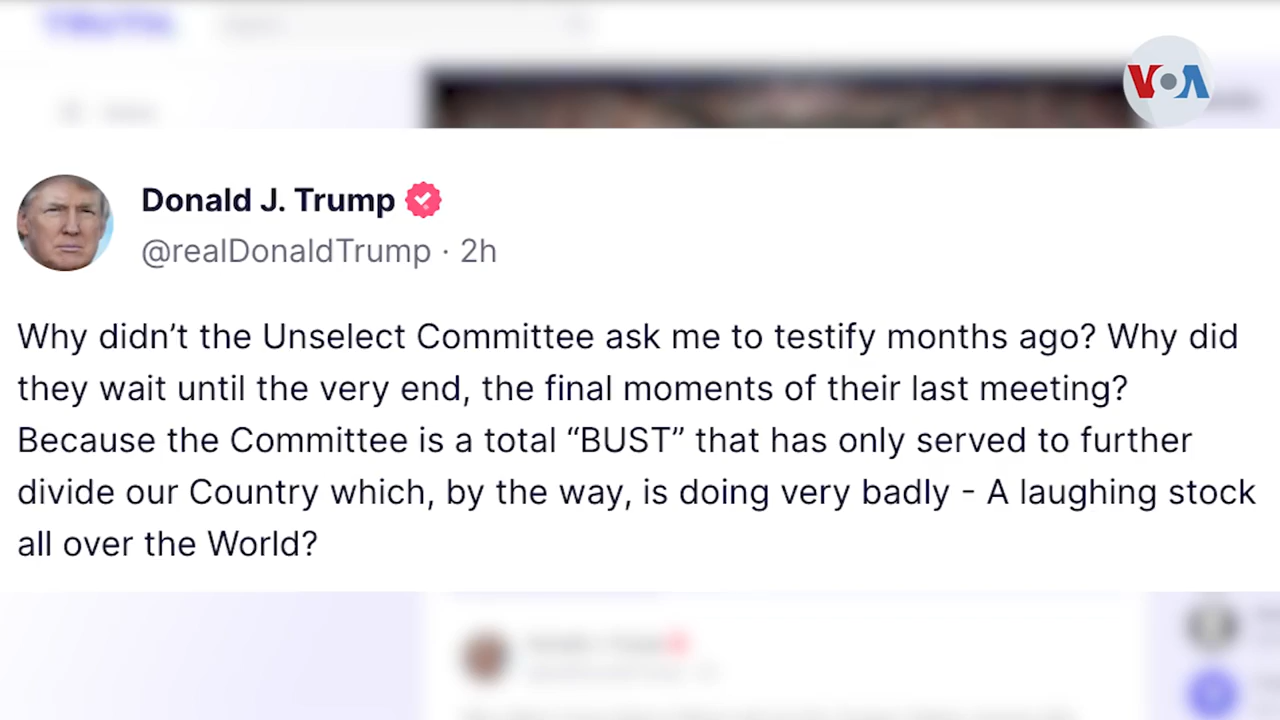 VOA
Donald J. Trump
@realDonaldTrump · 2h
Why didn’t the Unselect Committee ask me to testify months ago? Why did
they wait until the very end, the final moments of their last meeting?
Because the Committee is a total “BUST” that has only served to further
divide our Country which, by the way, is doing very badly - A laughing stock
all over the World?